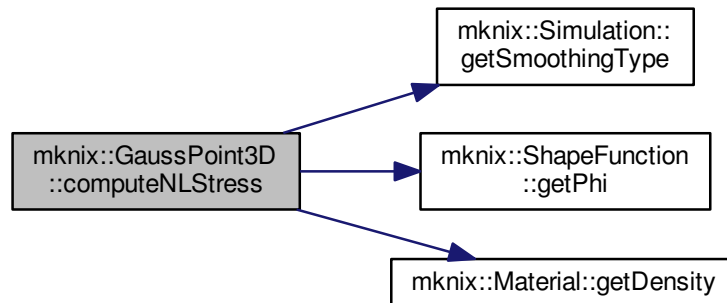 mknix::Simulation::
getSmoothingType
mknix::GaussPoint3D
::computeNLStress
mknix::ShapeFunction
::getPhi
mknix::Material::getDensity